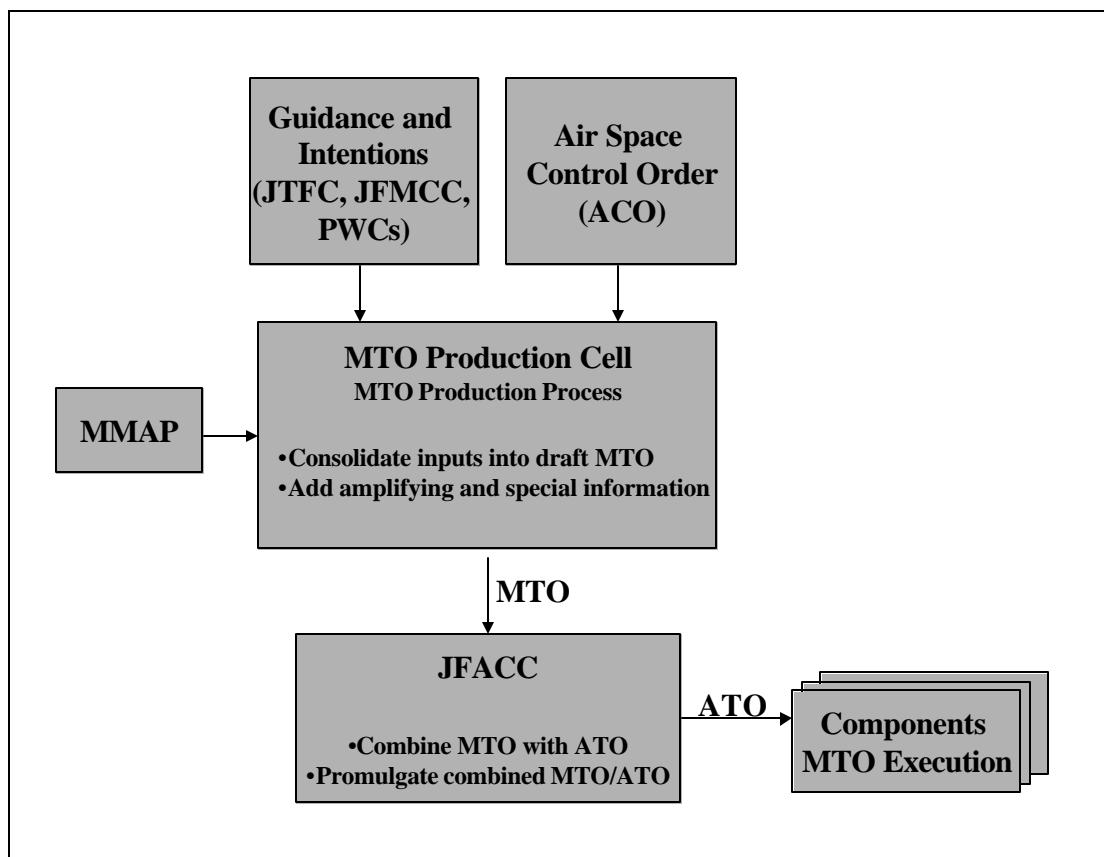 Guidance and
Intentions
(JTFC, JFMCC,
PWCs)
Air Space
Control Order
(ACO)
MTO Production Cell
MTO Production Process
•Consolidate inputs into draft MTO
•Add amplifying and special information
MMAP
MTO
JFACC
•Combine MTO with ATO
•Promulgate combined MTO/ATO
ATO
Components
MTO Execution